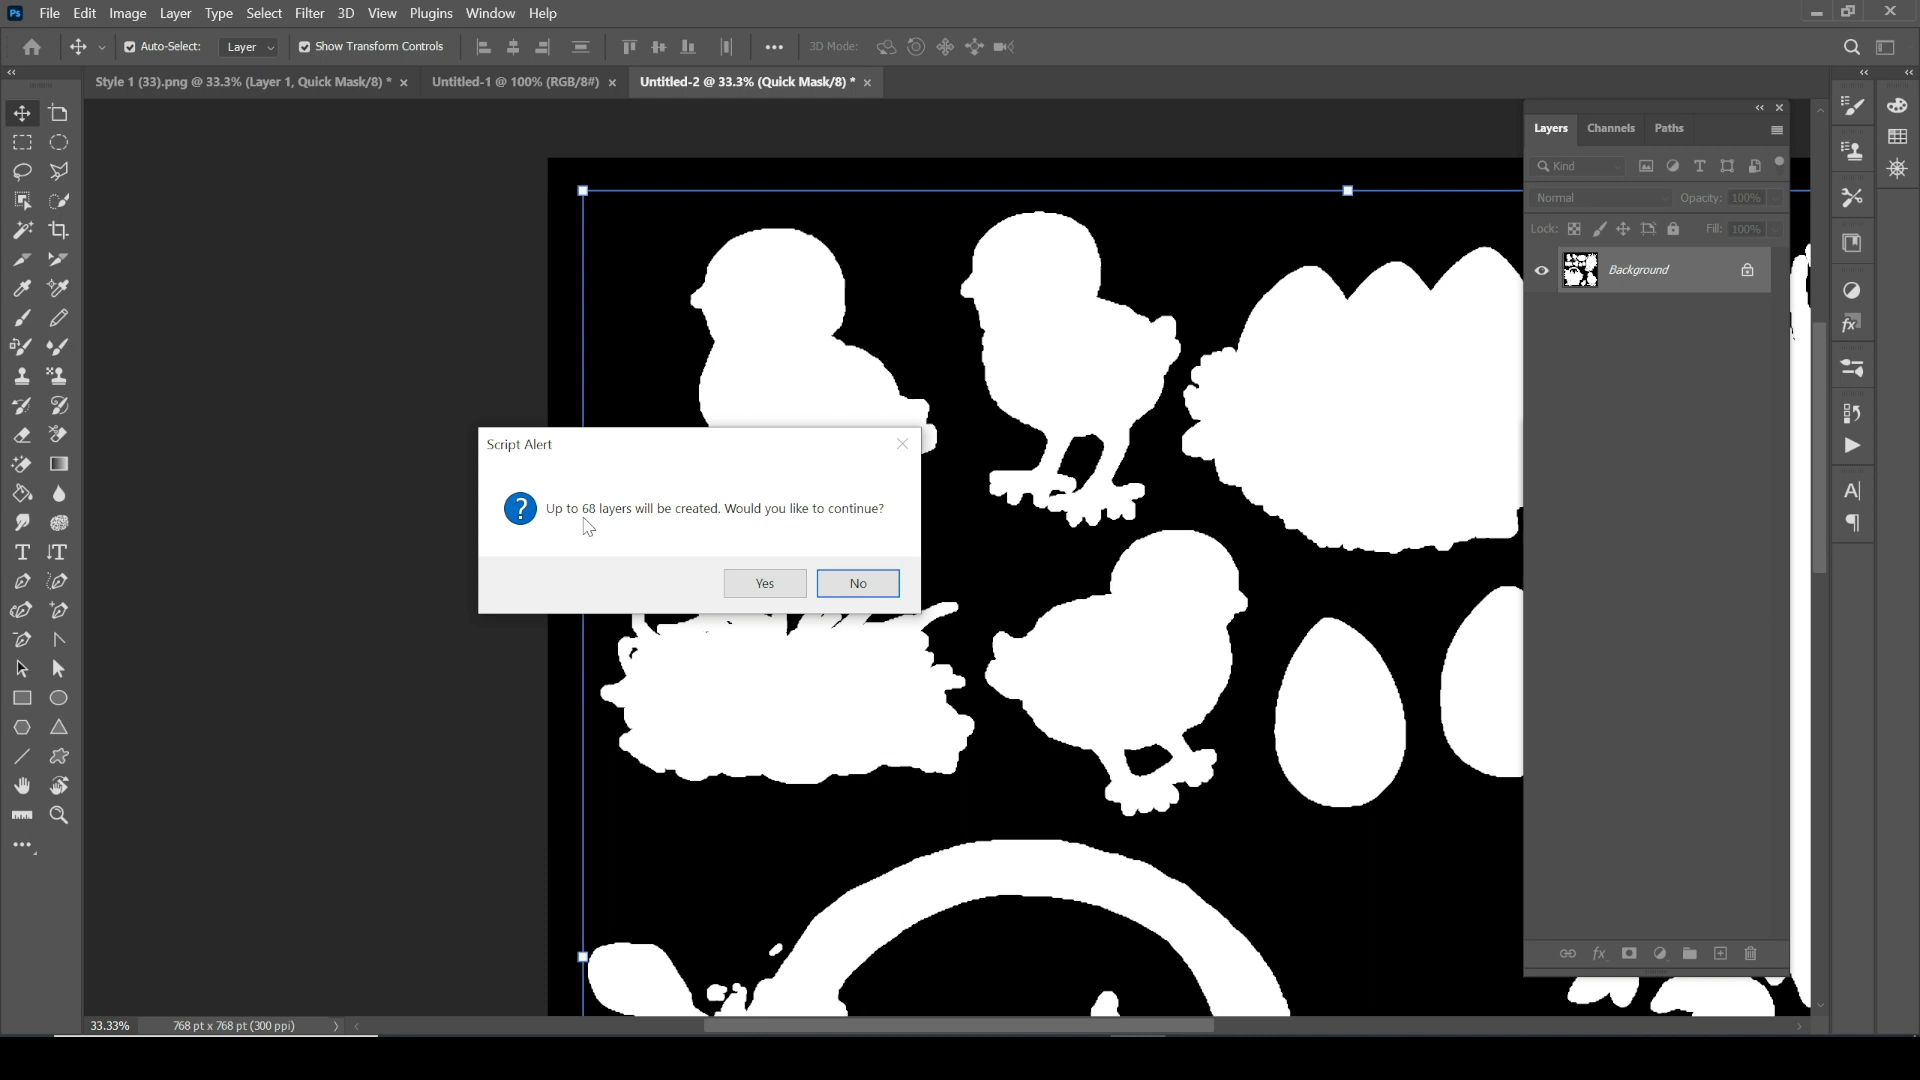 Ps File Edit Image Layer Type Select Filter 3D View Plugins Window Help
Auto-Select: Layer Show Transform Controls 3D Mode:
Style 1 (33).png @ 33.3% (Layer 1, Quick Mask/8) * Untitled-1 @ 100% (RGB/8#) Untitled-2 @ 33.3% (Quick Mask/8) *
Layers Channels Paths
Kind
Normal Opacity: 100%
Lock: Fill: 100%
Background
Script Alert
Up to 68 layers will be created. Would you like to continue?
Yes No
33.33% 768 pt x 768 pt (300 ppi)